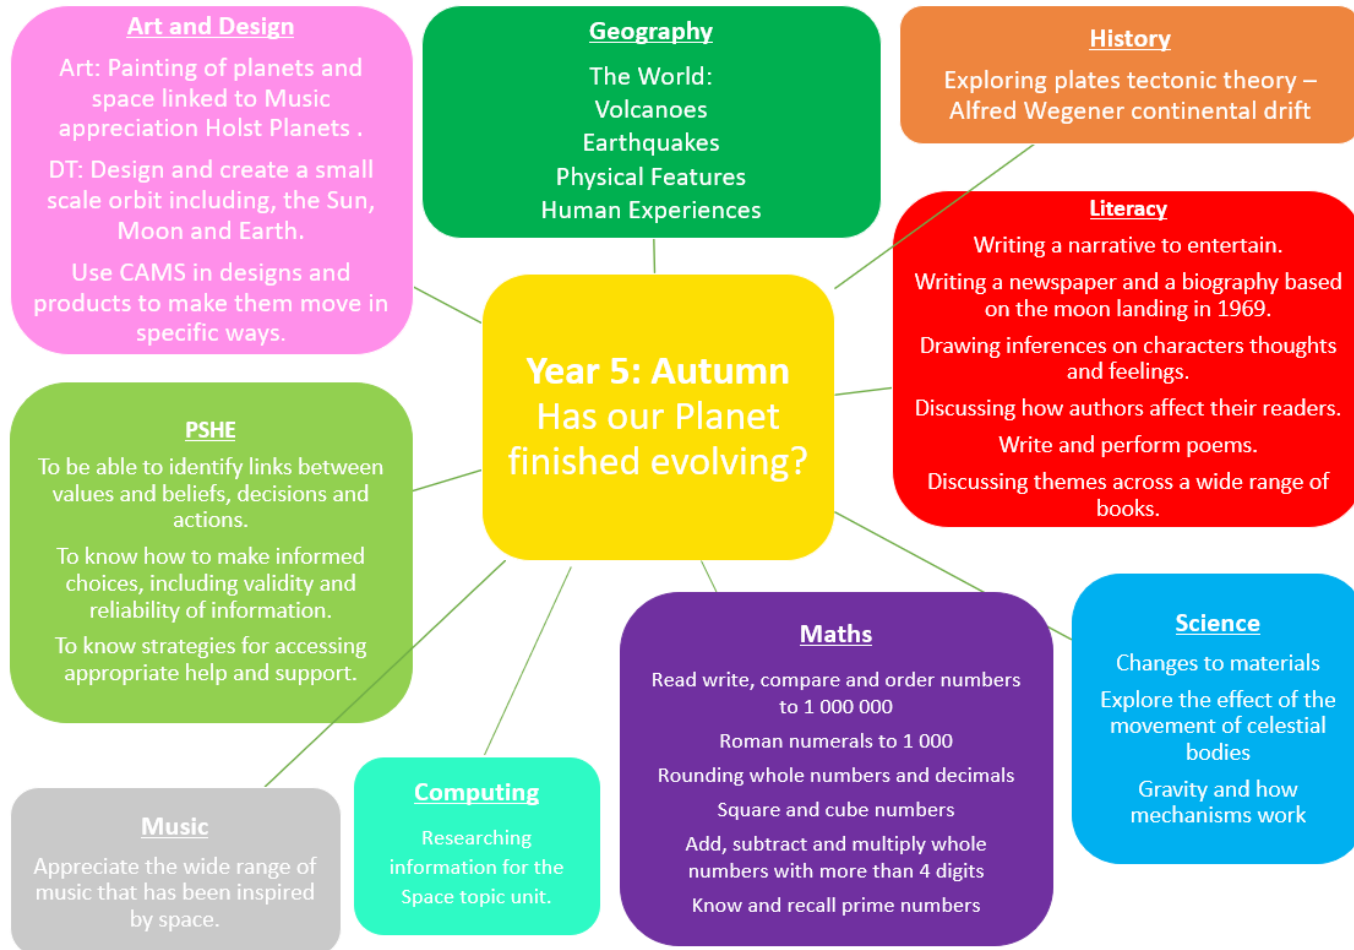 Art and Design
Art: Painting of planets and
space linked to Music
appreciation Holst Planets .
DT: Design and create a small
scale orbit including, the Sun,
Moon and Earth.
Use CAMS in designs and
products to make them move in
specific ways.
Geography
The World:
Volcanoes
Earthquakes
Physical Features
Human Experiences
History
Exploring plates tectonic theory –
Alfred Wegener continental drift
Literacy
Writing a narrative to entertain.
Writing a newspaper and a biography based
on the moon landing in 1969.
Drawing inferences on characters thoughts
and feelings.
Discussing how authors affect their readers.
Write and perform poems.
Discussing themes across a wide range of
books.
Year 5: Autumn
Has our Planet
finished evolving?
PSHE
To be able to identify links between
values and beliefs, decisions and
actions.
To know how to make informed
choices, including validity and
reliability of information.
To know strategies for accessing
appropriate help and support.
Maths
Read write, compare and order numbers
to 1 000 000
Roman numerals to 1 000
Rounding whole numbers and decimals
Square and cube numbers
Add, subtract and multiply whole
numbers with more than 4 digits
Know and recall prime numbers
Science
Changes to materials
Explore the effect of the
movement of celestial
bodies
Gravity and how
mechanisms work
Computing
Researching
information for the
Space topic unit.
Music
Appreciate the wide range of
music that has been inspired
by space.